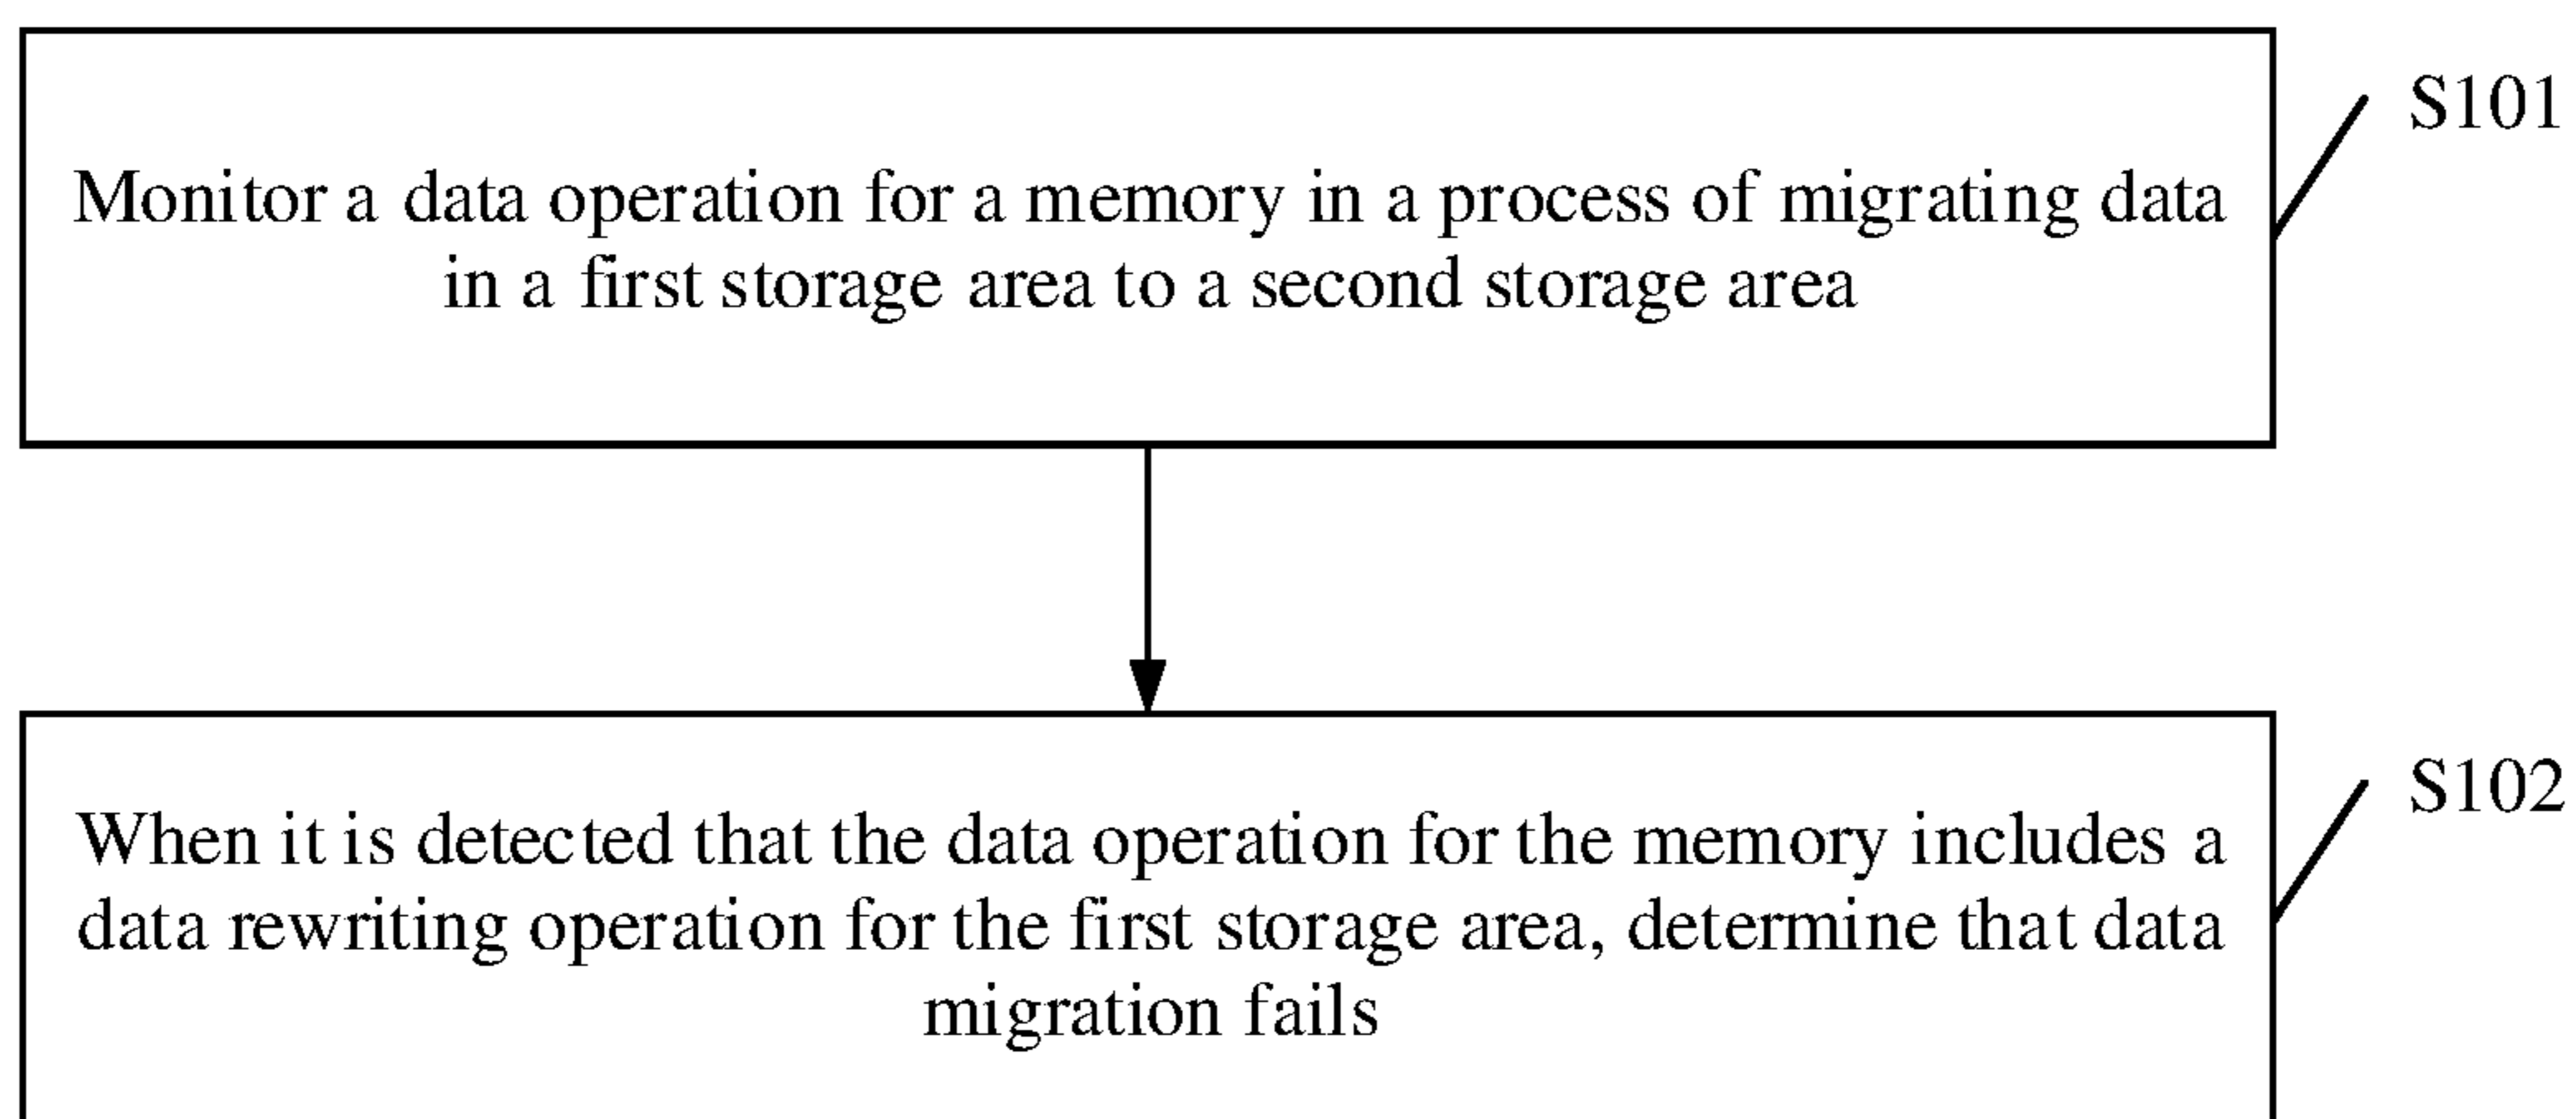 S101
Monitor a data operation for a memory in a process of migrating data
in a first storage area to a second storage area
S102
When it is detected that the data operation for the memory includes a
data rewriting operation for the first storage area, determine that data
migration fails